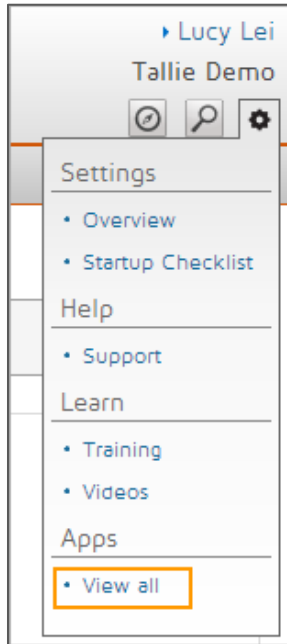 Lucy Lei
Tallie Demo
Settings
• Overview
• Startup Checklist
Help
• Support
Learn
• Training
• Videos
Apps
• View all